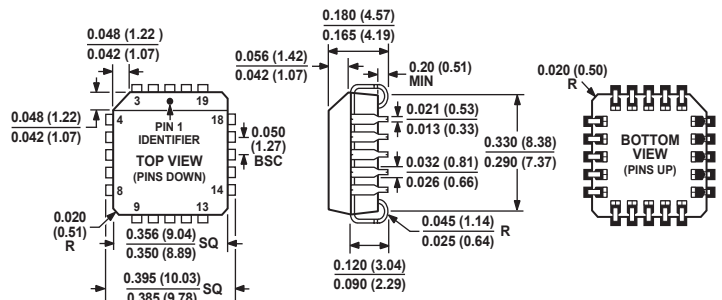 0.180 (4.57)
0.165 (4.19)
0.048 (1.22)
0.042 (1.07)
0.056 (1.42)
0.042 (1.07)
0.20 (0.51)
MIN
0.020 (0.50)
R
0.048 (1.22)
0.042 (1.07)
3
19
4
18
PIN 1
IDENTIFIER
TOP VIEW
(PINS DOWN)
8
14
9
13
0.050
(1.27)
BSC
0.021 (0.53)
0.013 (0.33)
0.032 (0.81)
0.026 (0.66)
0.330 (8.38)
0.290 (7.37)
BOTTOM
VIEW
(PINS UP)
0.020
(0.51)
R
0.356 (9.04)
0.350 (8.89)
SQ
0.045 (1.14)
0.025 (0.64)
R
0.395 (10.03)
0.385 (9.78)
SQ
0.120 (3.04)
0.090 (2.29)